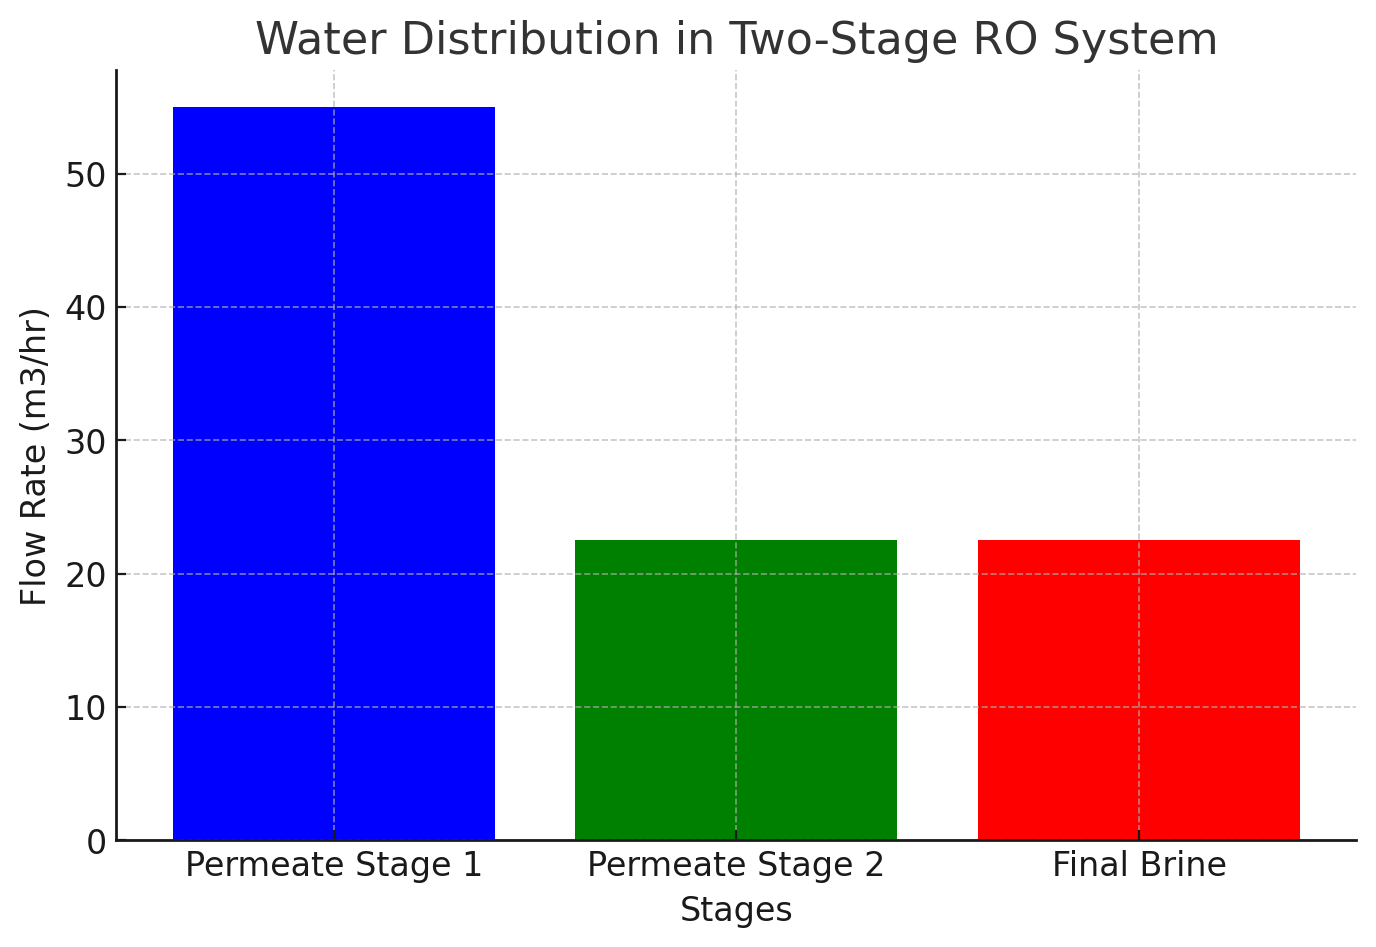 Water Distribution in Two-Stage RO System
Flow Rate (m3/hr)
50
40
30
20
10
0
Permeate Stage 1
Permeate Stage 2
Final Brine
Stages